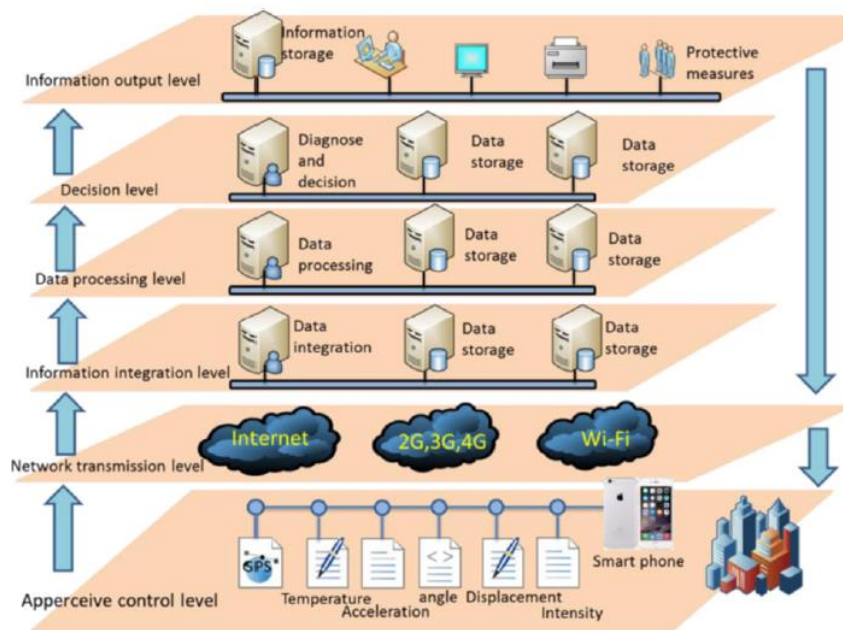 Information
storage
Protective
measures
Information output level
Diagnose
and
decision
Data
storage
Data
storage
Decision level
Data
processing
Data
storage
Data
storage
Data processing level
Data
integration
Data
storage
Data
storage
Information integration level
Internet
2G,3G,4G
Wi-Fi
Network transmission level
GPS
Temperature
Acceleration
angle
Displacement
Intensity
Smart phone
Apperceive control level